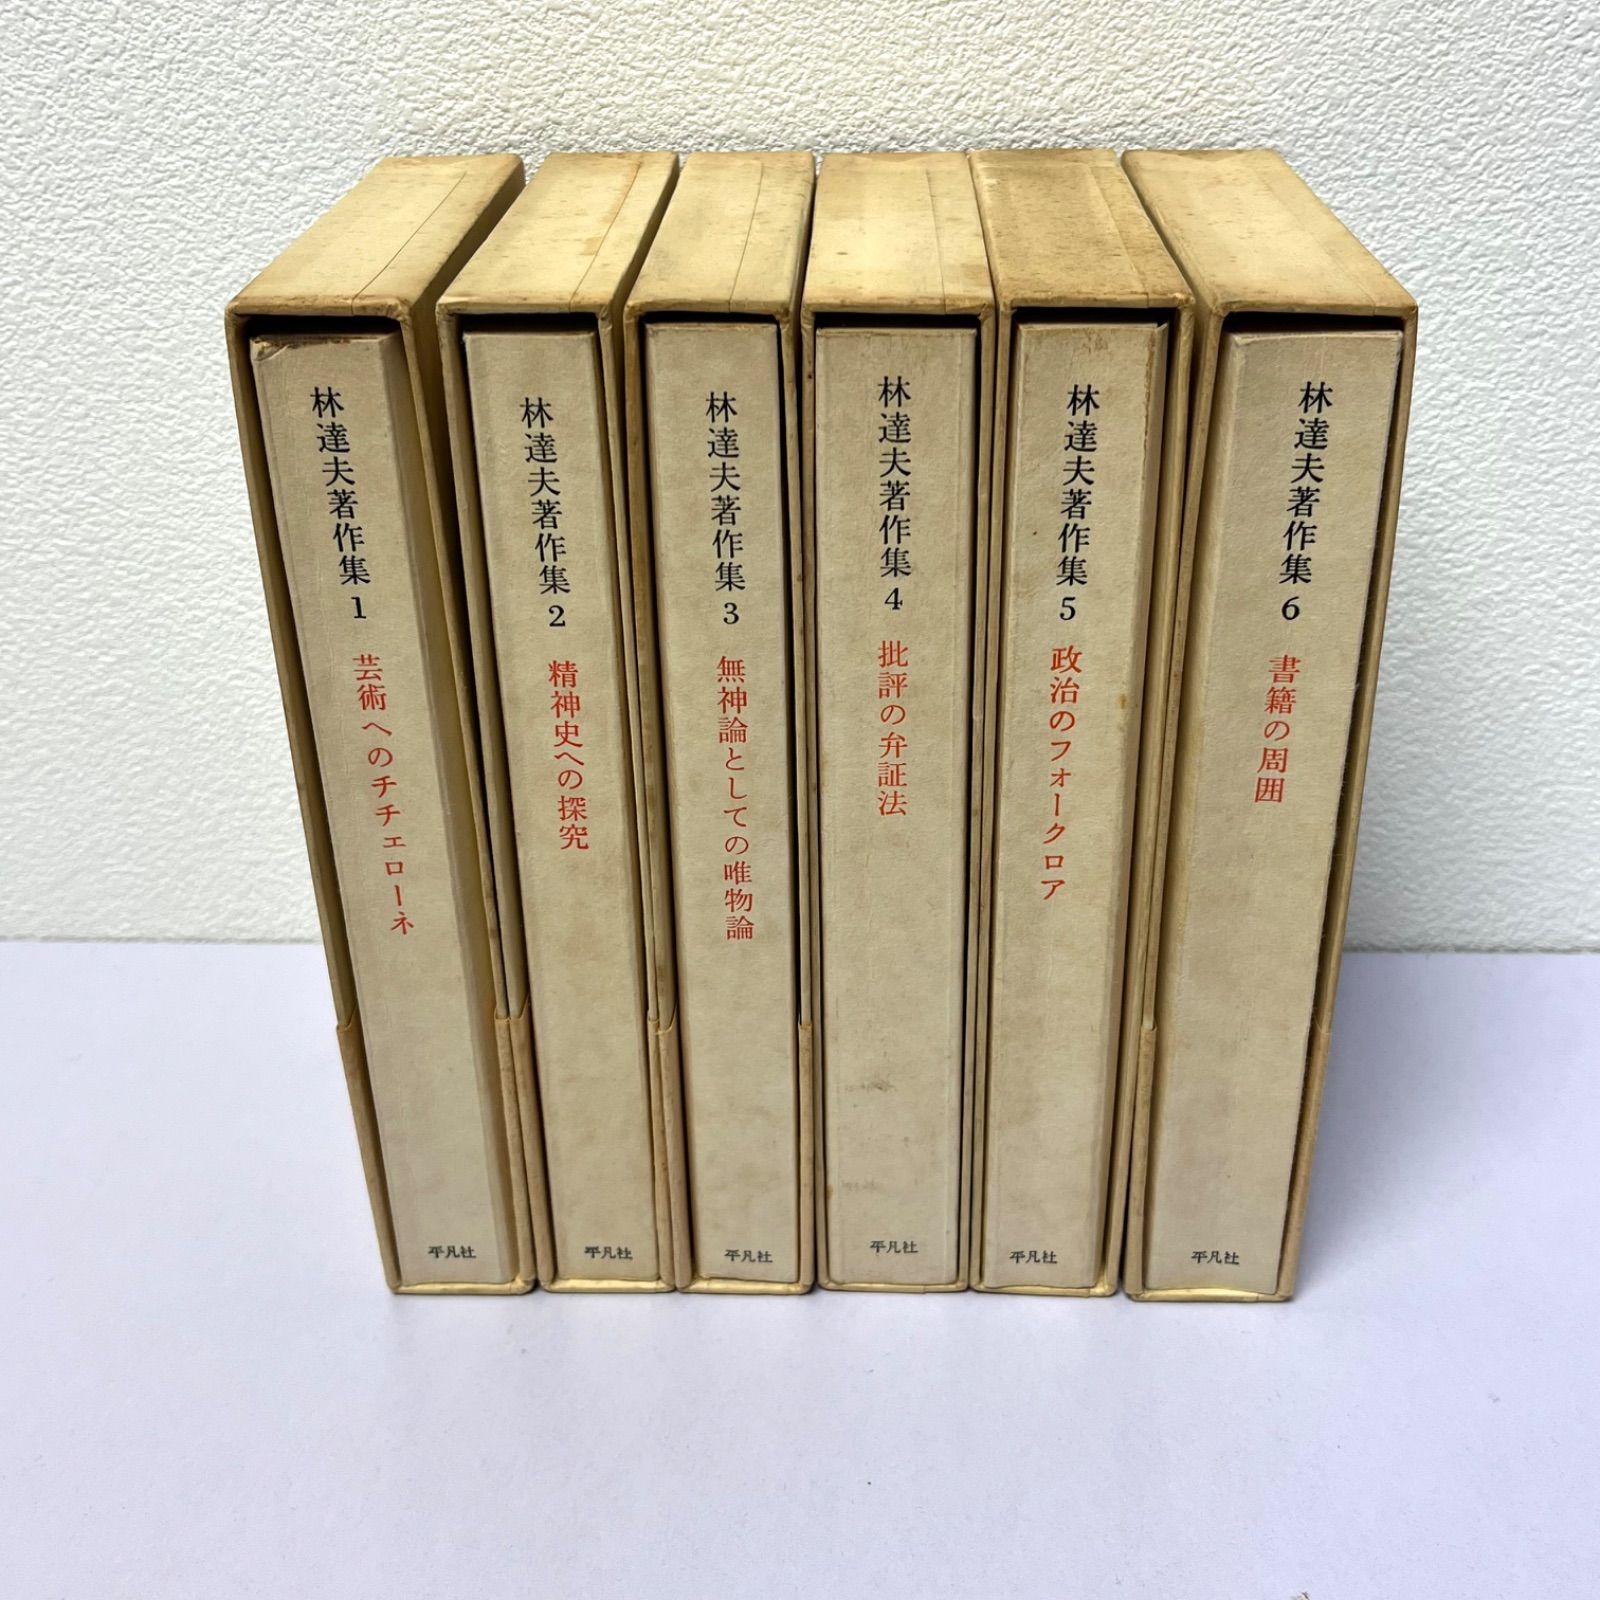 林達夫著作集 1 芸術へのチチェローネ
平凡社
林達夫著作集 2 精神史への探究
平凡社
林達夫著作集 3 無神論としての唯物論
平凡社
林達夫著作集 4 批評の弁証法
平凡社
林達夫著作集 5 政治のフォークロア
平凡社
林達夫著作集 6 書籍の周囲
平凡社